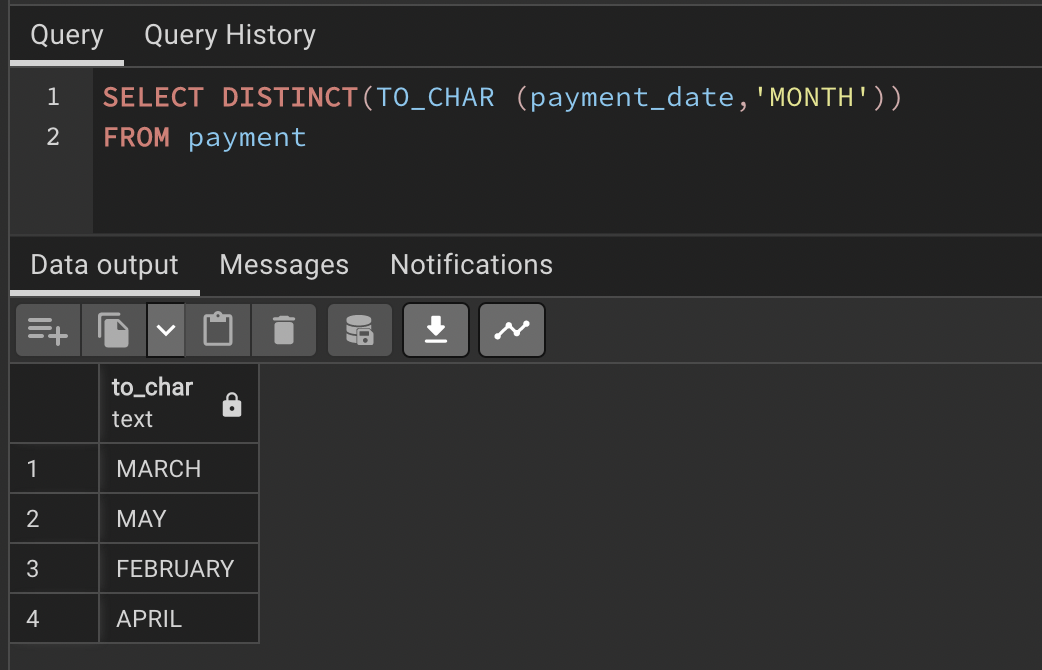 Query Query History
1 SELECT DISTINCT(TO_CHAR (payment_date,'MONTH'))
2 FROM payment
Data output Messages Notifications
to_char
text
1 MARCH
2 MAY
3 FEBRUARY
4 APRIL